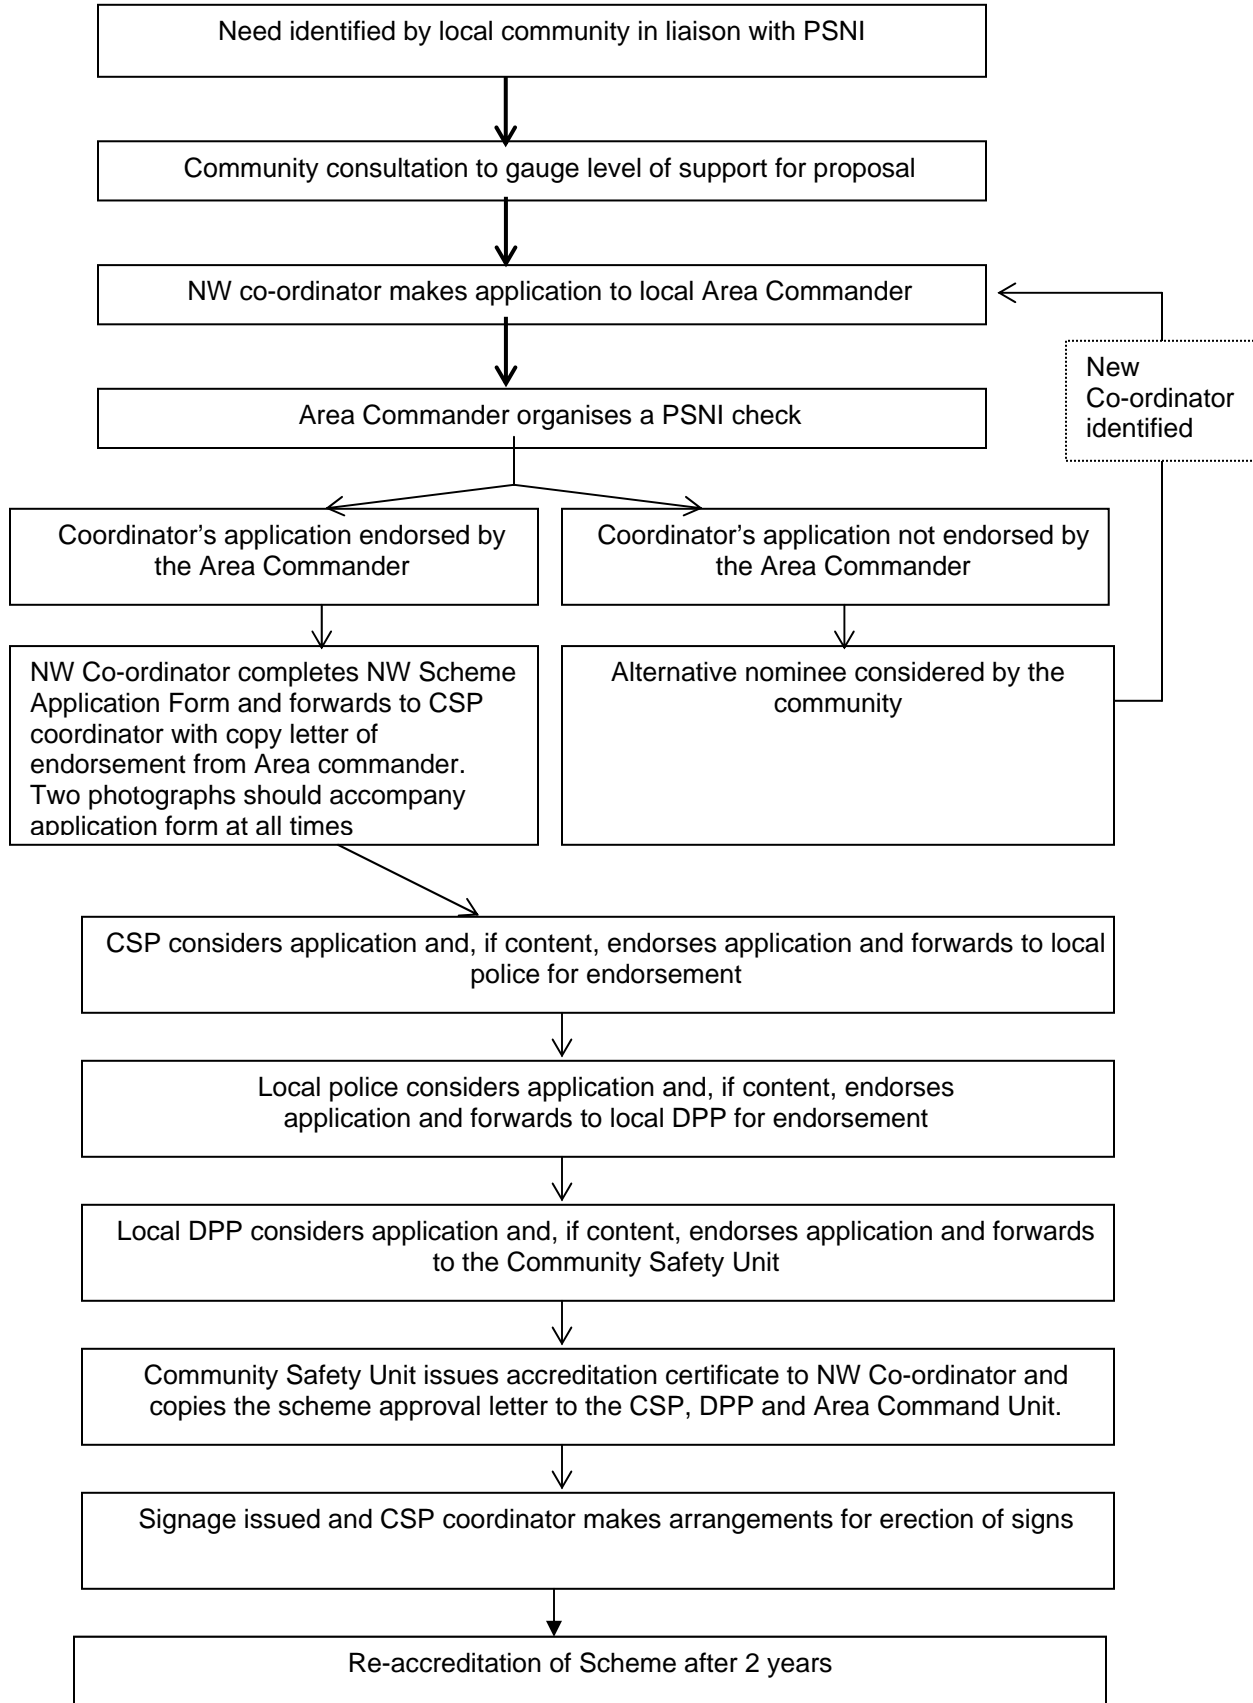 Need identified by local community in liaison with PSNI
Community consultation to gauge level of support for proposal
NW co-ordinator makes application to local Area Commander
New
Co-ordinator
identified
Area Commander organises a PSNI check
Coordinator's application endorsed by
the Area Commander
Coordinator's application not endorsed by
the Area Commander
NW Co-ordinator completes NW Scheme
Application Form and forwards to CSP
coordinator with copy letter of
endorsement from Area commander.
Two photographs should accompany
application form at all times
Alternative nominee considered by the
community
CSP considers application and, if content, endorses application and forwards to local
police for endorsement
Local police considers application and, if content, endorses
application and forwards to local DPP for endorsement
Local DPP considers application and, if content, endorses application and forwards
to the Community Safety Unit
Community Safety Unit issues accreditation certificate to NW Co-ordinator and
copies the scheme approval letter to the CSP, DPP and Area Command Unit.
Signage issued and CSP coordinator makes arrangements for erection of signs
Re-accreditation of Scheme after 2 years